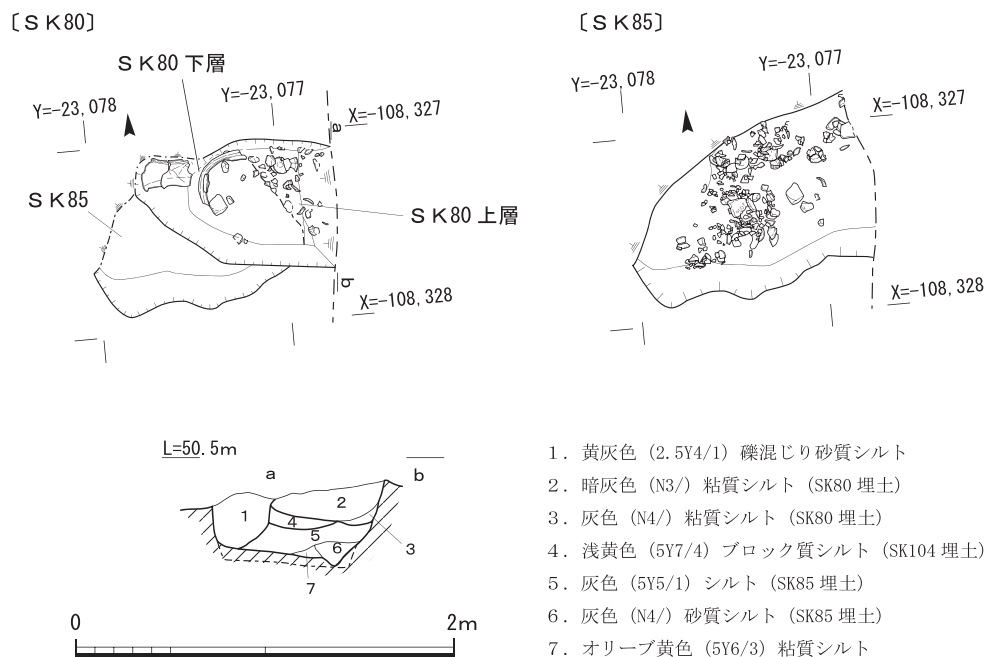 〔ＳＫ80〕
〔ＳＫ85〕
ＳＫ80 下層
Y=-23,078
Y=-23,077
X=-108,327
a
ＳＫ85
ＳＫ80 上層
b
X=-108,328
Y=-23,078
Y=-23,077
X=-108,327
X=-108,328
L=50.5m
a
b
1
2
3
4
5
6
7
0
2m
1．黄灰色（2.5Y4/1）礫混じり砂質シルト
2．暗灰色（N3/）粘質シルト（SK80 埋土）
3．灰色（N4/）粘質シルト（SK80 埋土）
4．浅黄色（5Y7/4）ブロック質シルト（SK104 埋土）
5．灰色（5Y5/1）シルト（SK85 埋土）
6．灰色（N4/）砂質シルト（SK85 埋土）
7．オリーブ黄色（5Y6/3）粘質シルト